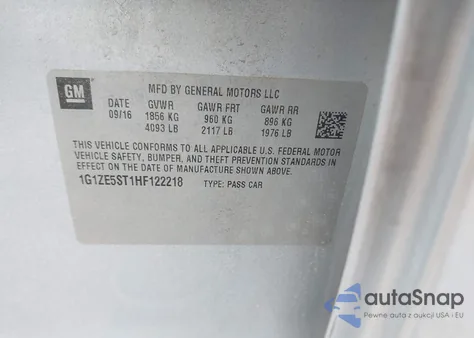 GM
MFD BY GENERAL MOTORS LLC
DATE GVWR GAWR FRT GAWR RR
09/16 1856 KG 960 KG 896 KG
4093 LB 2117 LB 1976 LB
THIS VEHICLE CONFORMS TO ALL APPLICABLE U.S. FEDERAL MOTOR
VEHICLE SAFETY, BUMPER, AND THEFT PREVENTION STANDARDS
IN EFFECT ON THE DATE OF MANUFACTURE SHOWN ABOVE.
1G1ZE5ST1HF122218 TYPE: PASS CAR
autoSnap
Pewne auta z aukcji USA i EU